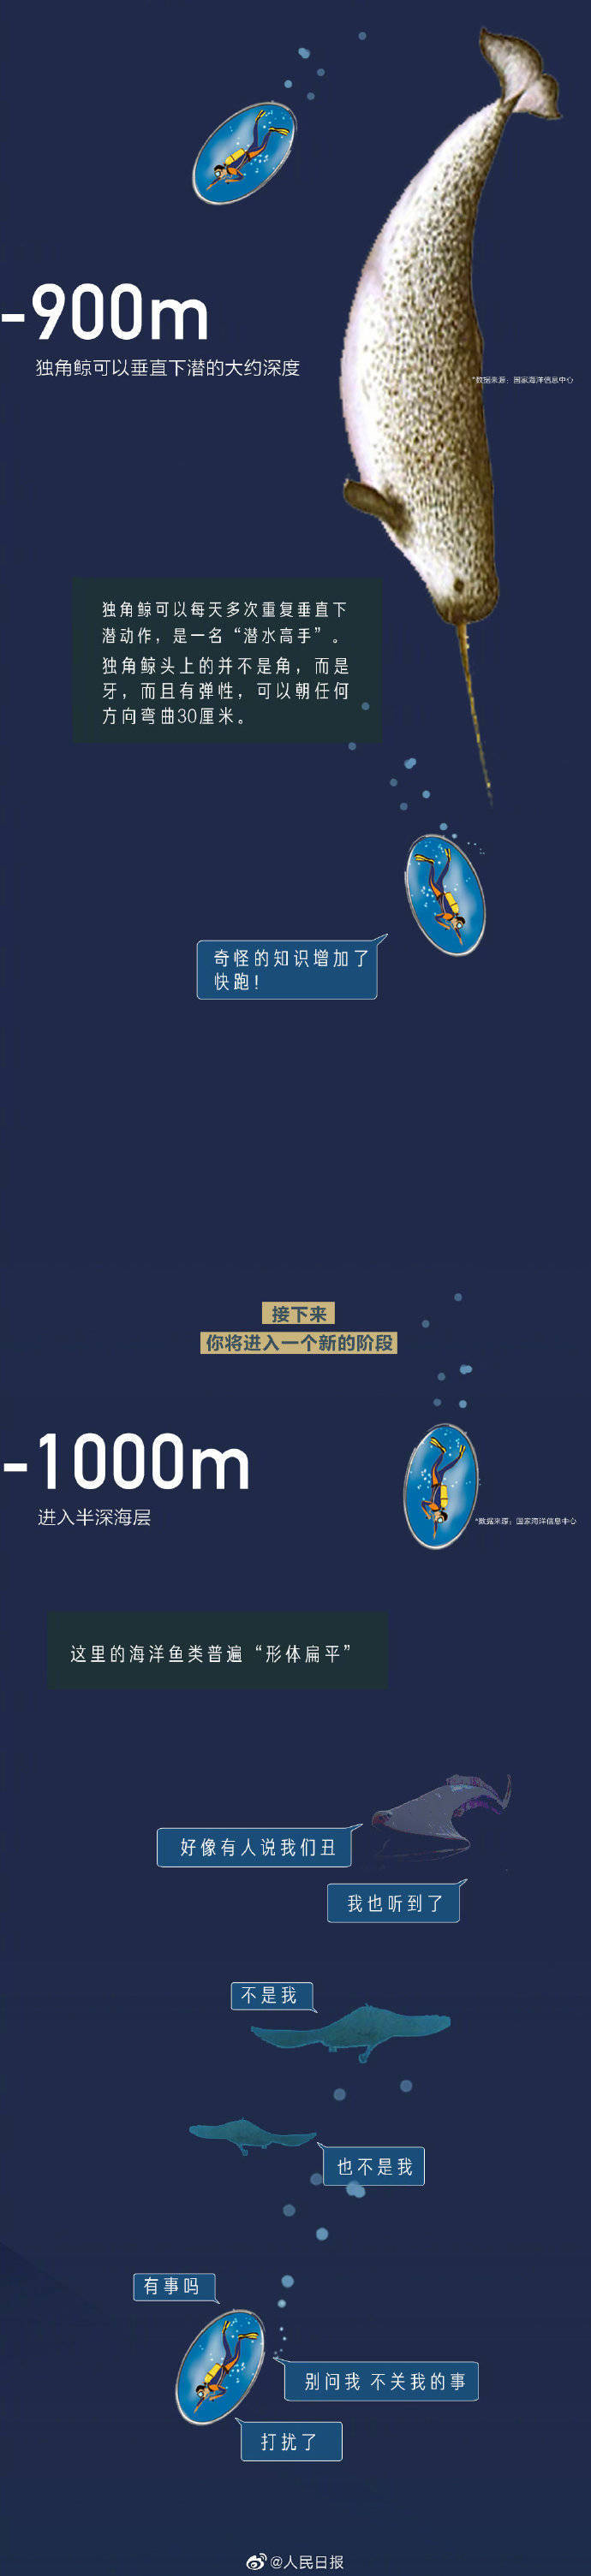 -900m
独角鲸可以垂直下潜的大约深度
*数据来源：国家海洋信息中心
独角鲸可以每天多次重复垂直下
潜动作，是一名“潜水高手”。
独角鲸头上的并不是角，而是
牙，而且有弹性，可以朝任何
方向弯曲30厘米。
奇怪的知识增加了
快跑！
接下来
你将进入一个新的阶段
-1000m
进入半深海层
*数据来源：国家海洋信息中心
这里的海洋鱼类普遍“形体扁平”
好像有人说我们丑
我也听到了
不是我
也不是我
有事吗
别问我 不关我的事
打扰了
@人民日报